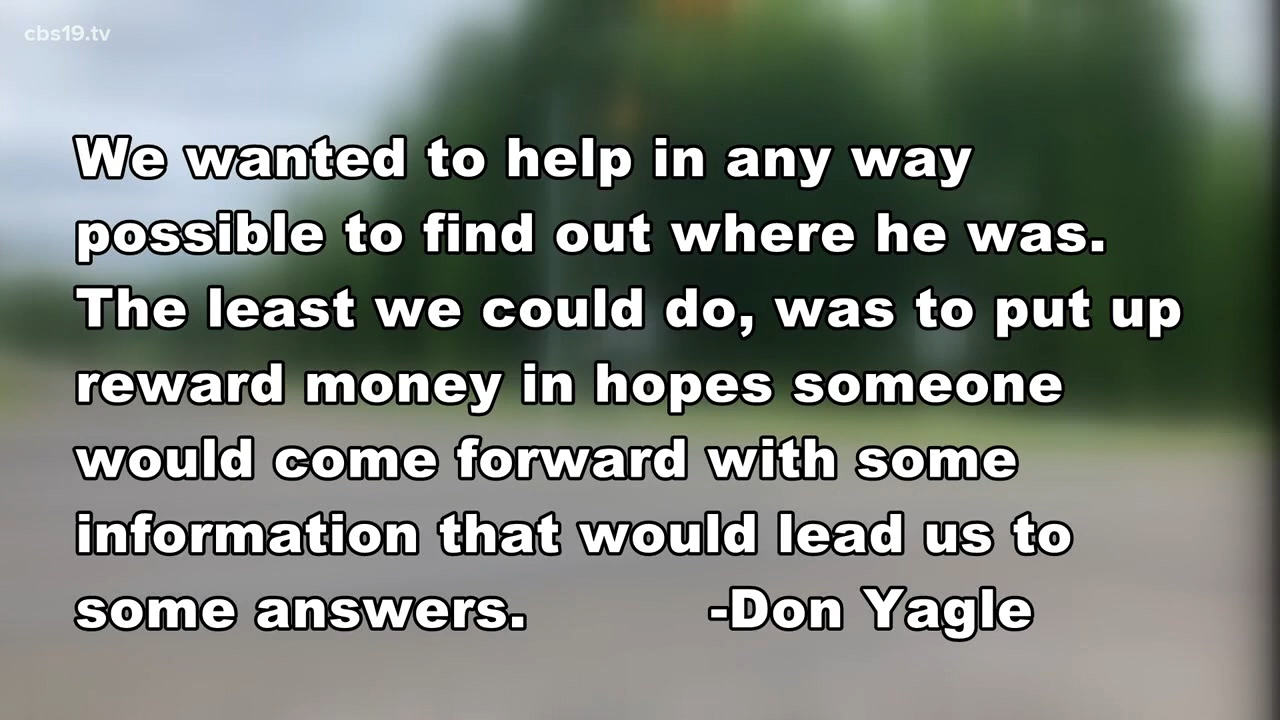 cbs19.tv
We wanted to help in any way
possible to find out where he was.
The least we could do, was to put up
reward money in hopes someone
would come forward with some
information that would lead us to
some answers. -Don Yagle